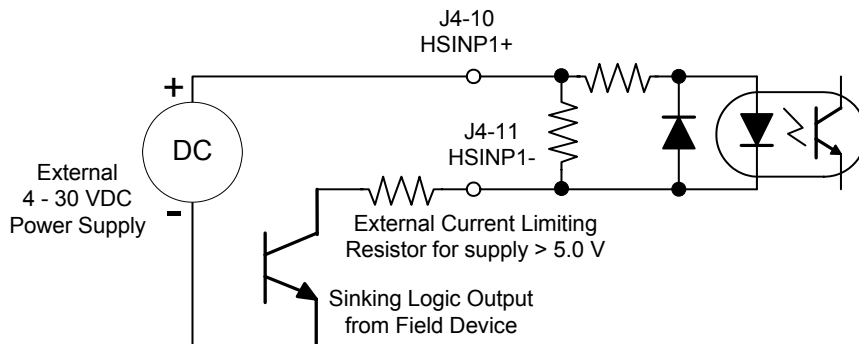 J4-10
HSINP1+
+
DC
-
External
4 - 30 VDC
Power Supply
J4-11
HSINP1-
External Current Limiting
Resistor for supply > 5.0 V
Sinking Logic Output
from Field Device